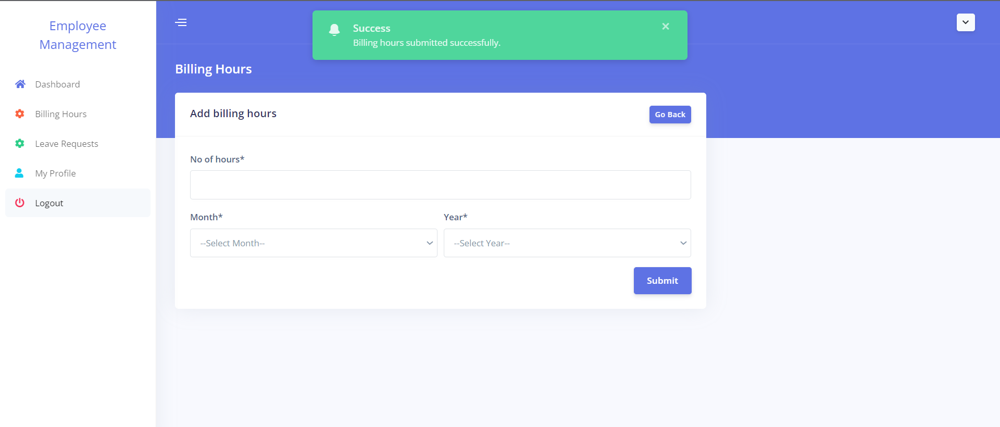 Employee
Management
Dashboard
Billing Hours
Leave Requests
My Profile
Logout
Success
Billing hours submitted successfully.
Billing Hours
Add billing hours
Go Back
No of hours*
Month*
Year*
--Select Month--
--Select Year--
Submit